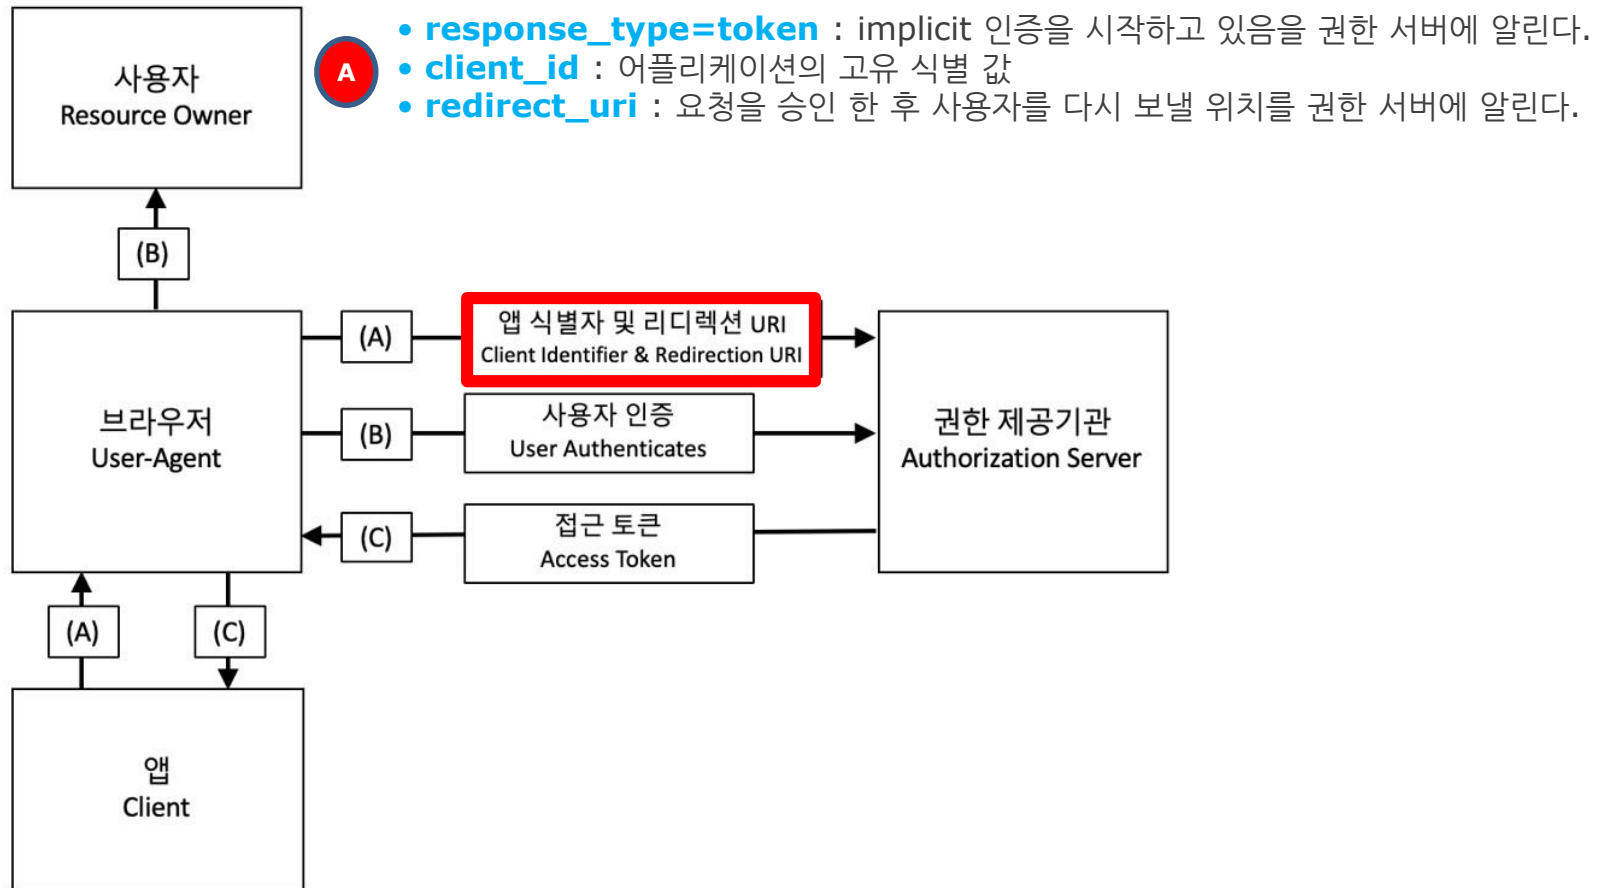 사용자
Resource Owner
A
• response_type=token : implicit 인증을 시작하고 있음을 권한 서버에 알린다.
• client_id : 어플리케이션의 고유 식별 값
• redirect_uri : 요청을 승인 한 후 사용자를 다시 보낼 위치를 권한 서버에 알린다.
(B)
브라우저
User-Agent
(A)
앱 식별자 및 리디렉션 URI
Client Identifier & Redirection URI
(B)
사용자 인증
User Authenticates
(C)
접근 토큰
Access Token
권한 제공기관
Authorization Server
(A)
(C)
앱
Client